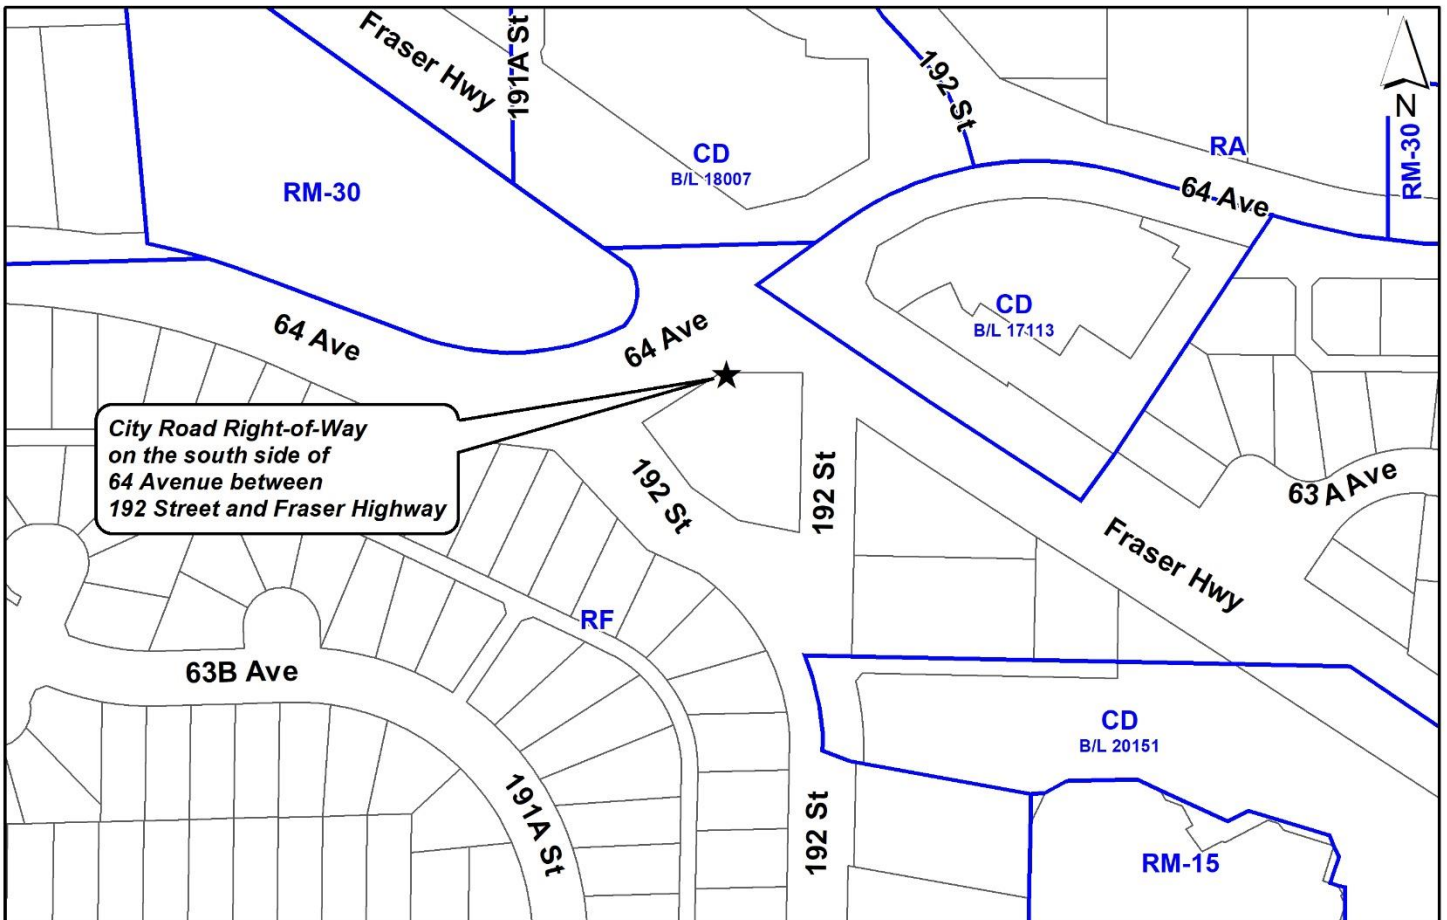 Fraser Hwy
191A St
192 St
N
CD
B/L 18007
RA
RM-30
RM-30
64 Ave
64 Ave
64 Ave
CD
B/L 17113
City Road Right-of-Way
on the south side of
64 Avenue between
192 Street and Fraser Highway
192 St
192 St
63 A Ave
Fraser Hwy
RF
63B Ave
CD
B/L 20151
191A St
192 St
RM-15